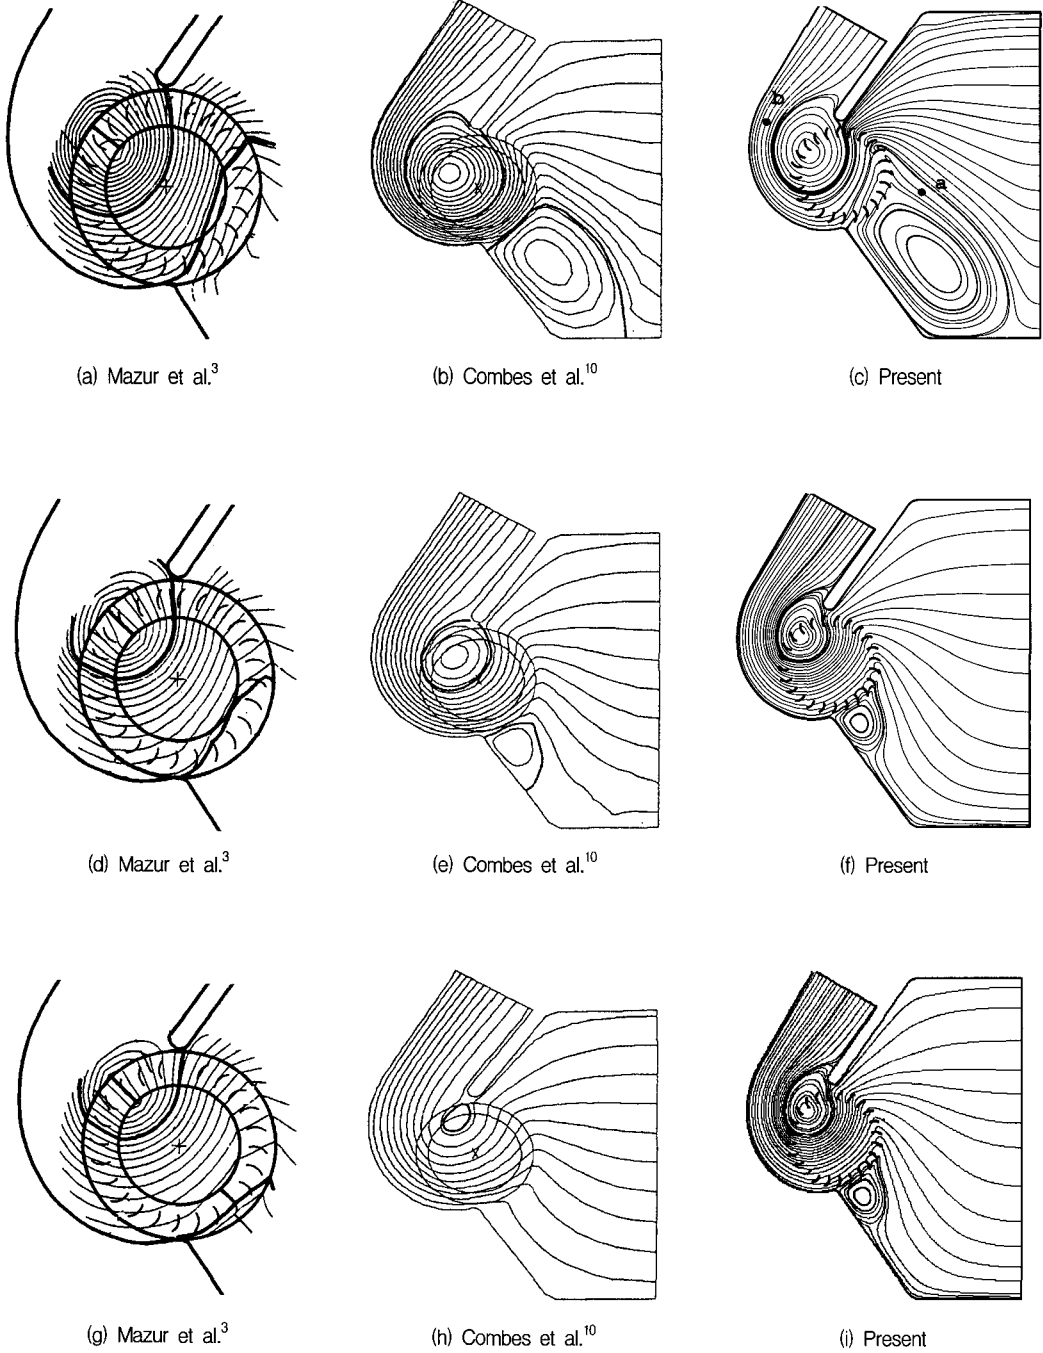 b
a
(a) Mazur et al.³
(b) Combes et al.¹⁰
(c) Present
(d) Mazur et al.³
(e) Combes et al.¹⁰
(f) Present
(g) Mazur et al.³
(h) Combes et al.¹⁰
(i) Present